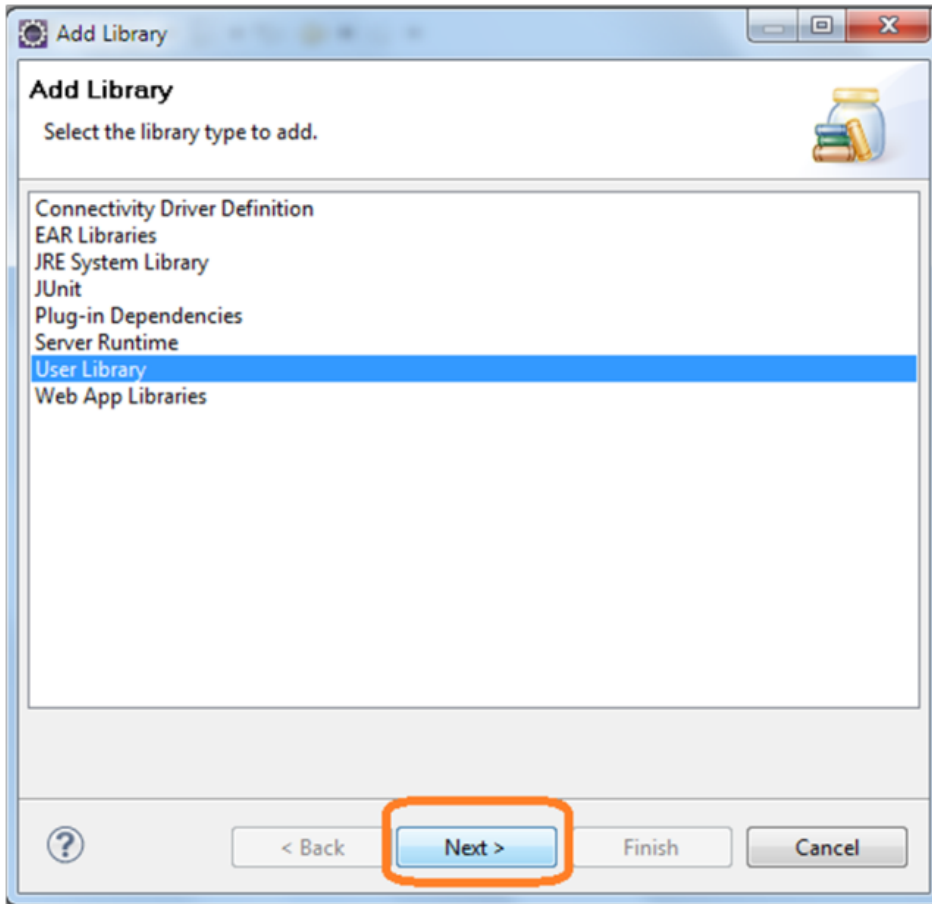 Add Library
Add Library
Select the library type to add.
Connectivity Driver Definition
EAR Libraries
JRE System Library
JUnit
Plug-in Dependencies
Server Runtime
User Library
Web App Libraries
?
< Back Next > Finish Cancel